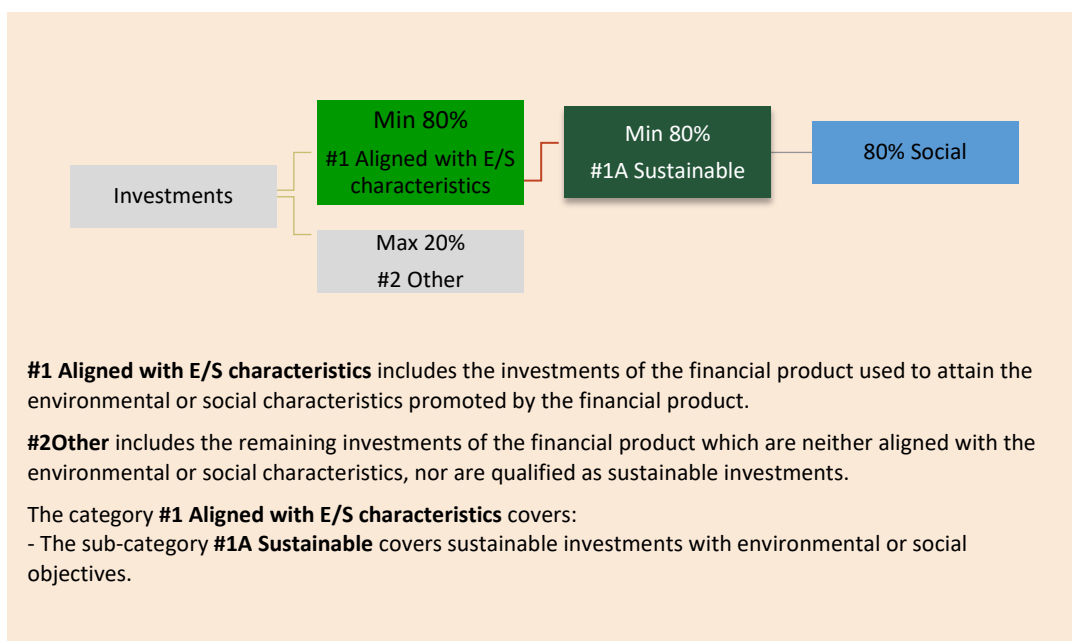 Min 80%
#1 Aligned with E/S
characteristics
Min 80%
#1A Sustainable
80% Social
Investments
Max 20%
#2 Other
#1 Aligned with E/S characteristics includes the investments of the financial product used to attain the
environmental or social characteristics promoted by the financial product.
#2Other includes the remaining investments of the financial product which are neither aligned with the
environmental or social characteristics, nor are qualified as sustainable investments.
The category #1 Aligned with E/S characteristics covers:
- The sub-category #1A Sustainable covers sustainable investments with environmental or social
objectives.